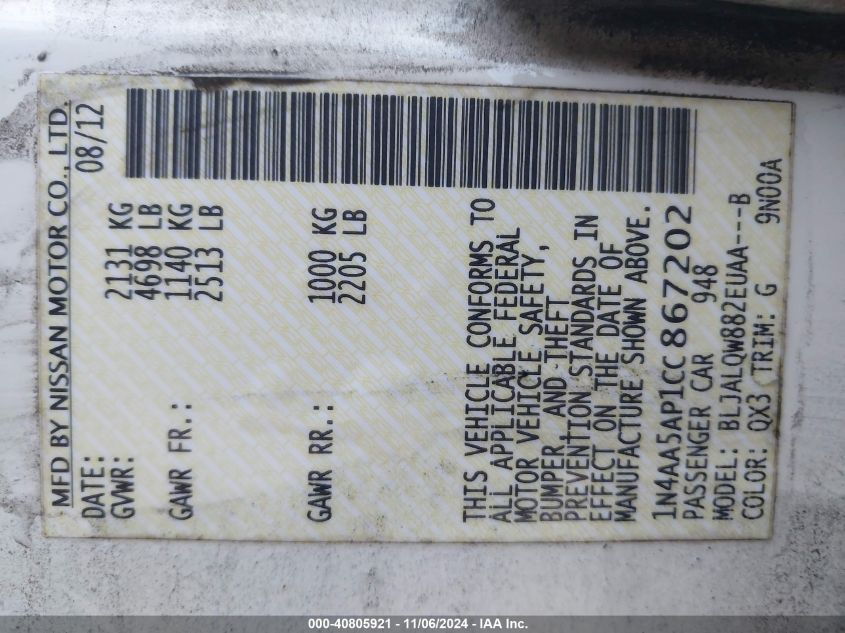 MFD BY NISSAN MOTOR CO., LTD.
DATE: 08/12
GVWR: 2131 KG
4698 LB
GAWR FR.: 1140 KG
2513 LB
GAWR RR.: 1000 KG
2205 LB
THIS VEHICLE CONFORMS TO
ALL APPLICABLE FEDERAL
MOTOR VEHICLE SAFETY,
BUMPER, AND THEFT
PREVENTION STANDARDS IN
EFFECT ON THE DATE OF
MANUFACTURE SHOWN ABOVE.
1N4AA5AP1CC867202
PASSENGER CAR 948
MODEL: BLJALQW882EUAA---B
COLOR: QX3 TRIM: G 9N00A
000-40805921 - 11/06/2024 - IAA Inc.